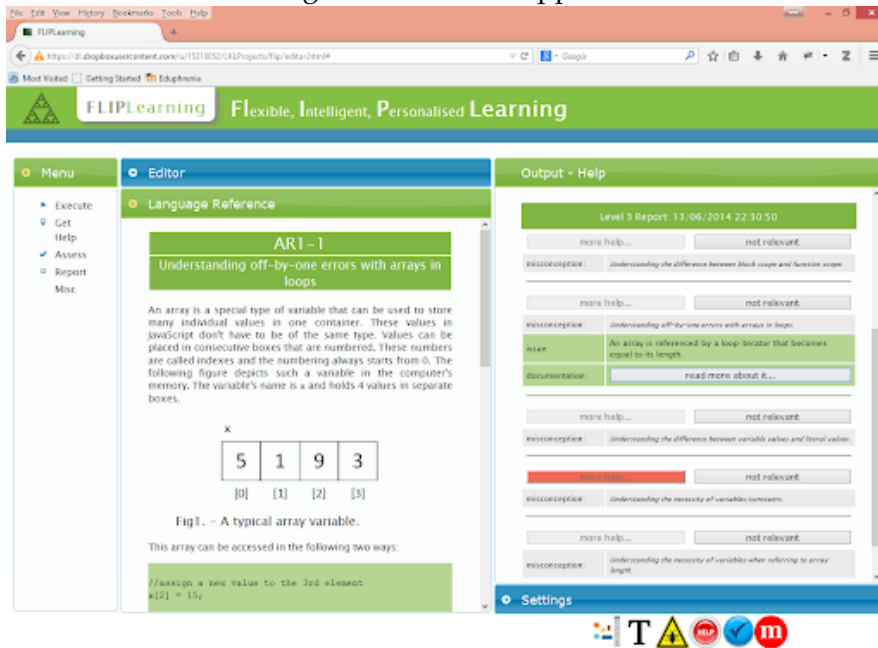 File Edit View History Bookmarks Tools Help
FLIPLearning
https://dl.dropboxusercontent.com/u/15318052/LKLProjects/flip/editor.html#
Google
Most Visited Getting Started Eduphrenia
FLIPLearning Flexible, Intelligent, Personalised Learning
Menu
Execute
Get
Help
Assess
Report
Misc
Editor
Language Reference
AR1-1
Understanding off-by-one errors with arrays in
loops
An array is a special type of variable that can be used to store
many individual values in one container. These values in
JavaScript don't have to be of the same type. Values can be
placed in consecutive boxes that are numbered. These numbers
are called indexes and the numbering always starts from 0. The
following figure depicts such a variable in the computer's
memory. The variable's name is x and holds 4 values in separate
boxes.
x
5 1 9 3
[0] [1] [2] [3]
Fig1. – A typical array variable.
This array can be accessed in the following two ways:
//assign a new value to the 3rd element
x[2] = 15;
Output - Help
Level 3 Report: 13/06/2014 22:30:50
more help... not relevant
misconception: Understanding the difference between block scope and function scope.
more help... not relevant
misconception: Understanding off-by-one errors with arrays in loops.
issue: An array is referenced by a loop iterator that becomes
equal to its length.
documentation: read more about it...
more help... not relevant
misconception: Understanding the difference between variable values and literal values.
more help... not relevant
misconception: Understanding the necessity of variables/constants.
more help... not relevant
misconception: Understanding the necessity of variables when referring to array
length.
Settings
T HELP m